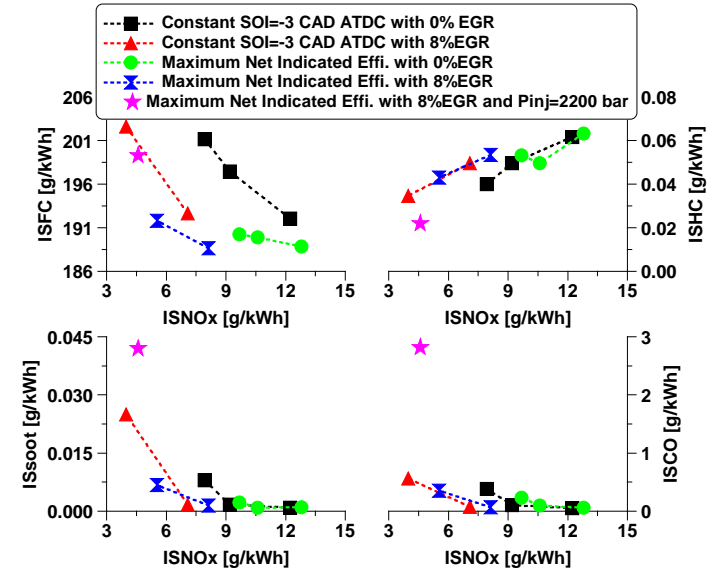 Constant SOI=-3 CAD ATDC with 0% EGR
Constant SOI=-3 CAD ATDC with 8%EGR
Maximum Net Indicated Effi. with 0%EGR
Maximum Net Indicated Effi. with 8%EGR
Maximum Net Indicated Effi. with 8%EGR and Pinj=2200 bar
206
201
196
191
186
ISFC [g/kWh]
3 6 9 12 15
ISNOx [g/kWh]
0.08
0.06
0.04
0.02
0.00
ISHC [g/kWh]
3 6 9 12 15
ISNOx [g/kWh]
0.045
0.030
0.015
0.000
ISsoot [g/kWh]
3 6 9 12 15
ISNOx [g/kWh]
3
2
1
0
ISCO [g/kWh]
3 6 9 12 15
ISNOx [g/kWh]